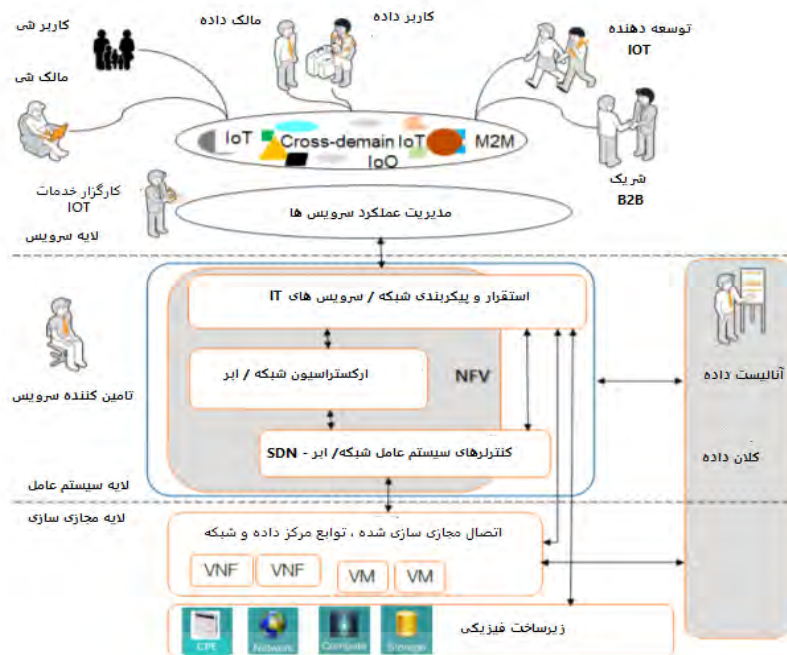 کاربر شی
مالک داده
کاربر داده
توسعه دهنده
IOT
مالک شی
IoT
Cross-demain IoT
M2M
IoO
شریک
B2B
کارگزار خدمات
IOT
مدیریت عملکرد سرویس ها
لایه سرویس
استقرار و پیکربندی شبکه / سرویس های IT
ارکستراسیون شبکه / ابر
NFV
آنالیست داده
تامین کننده سرویس
کنترلرهای سیستم عامل شبکه/ ابر - SDN
کلان داده
لایه سیستم عامل
لایه مجازی سازی
اتصال مجازی سازی شده ، توابع مرکز داده و شبکه
VNF
VNF
VM
VM
زیرساخت فیزیکی
CPE
Network
Compute
Storage